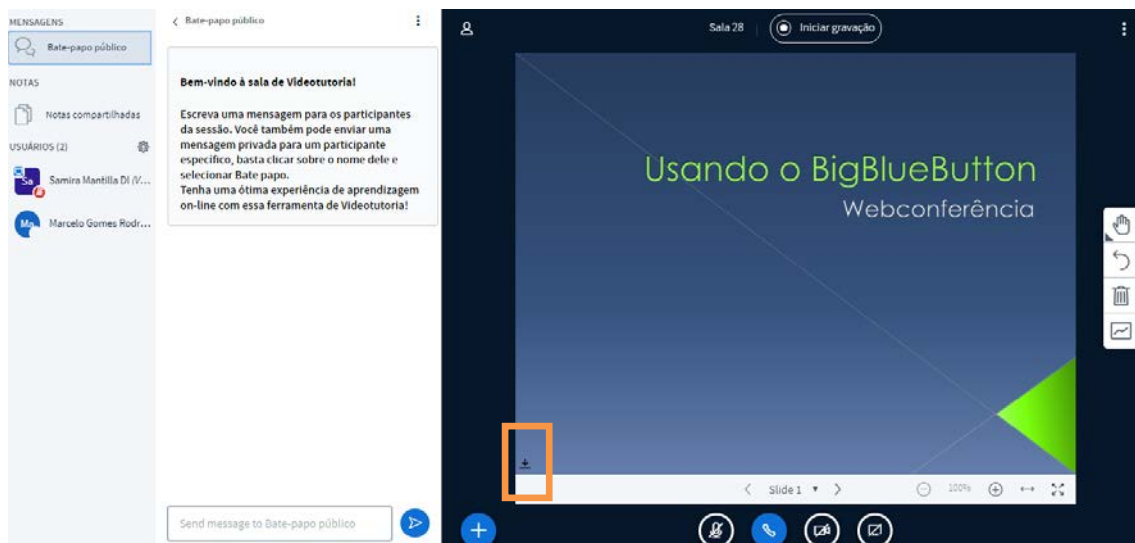 MENSAGENS
Bate-papo público
NOTAS
Notas compartilhadas
USUÁRIOS (2)
Sa
Samira Mantilla DI (V...
Ma
Marcelo Gomes Rodr...
Bate-papo público
Bem-vindo à sala de Videotutoria!
Escreva uma mensagem para os participantes
da sessão. Você também pode enviar uma
mensagem privada para um participante
específico, basta clicar sobre o nome dele e
selecionar Bate papo.
Tenha uma ótima experiência de aprendizagem
on-line com essa ferramenta de Videotutoria!
Send message to Bate-papo público
Sala 28
Iniciar gravação
Usando o BigBlueButton
Webconferência
Slide 1
100%